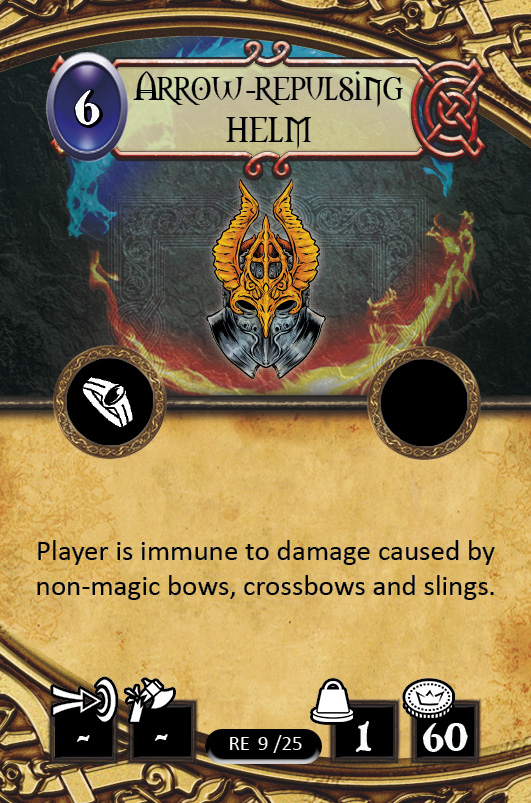 6
ARROW-REPULSING
HELM
Player is immune to damage caused by
non-magic bows, crossbows and slings.
~
~
RE 9 /25
1
60